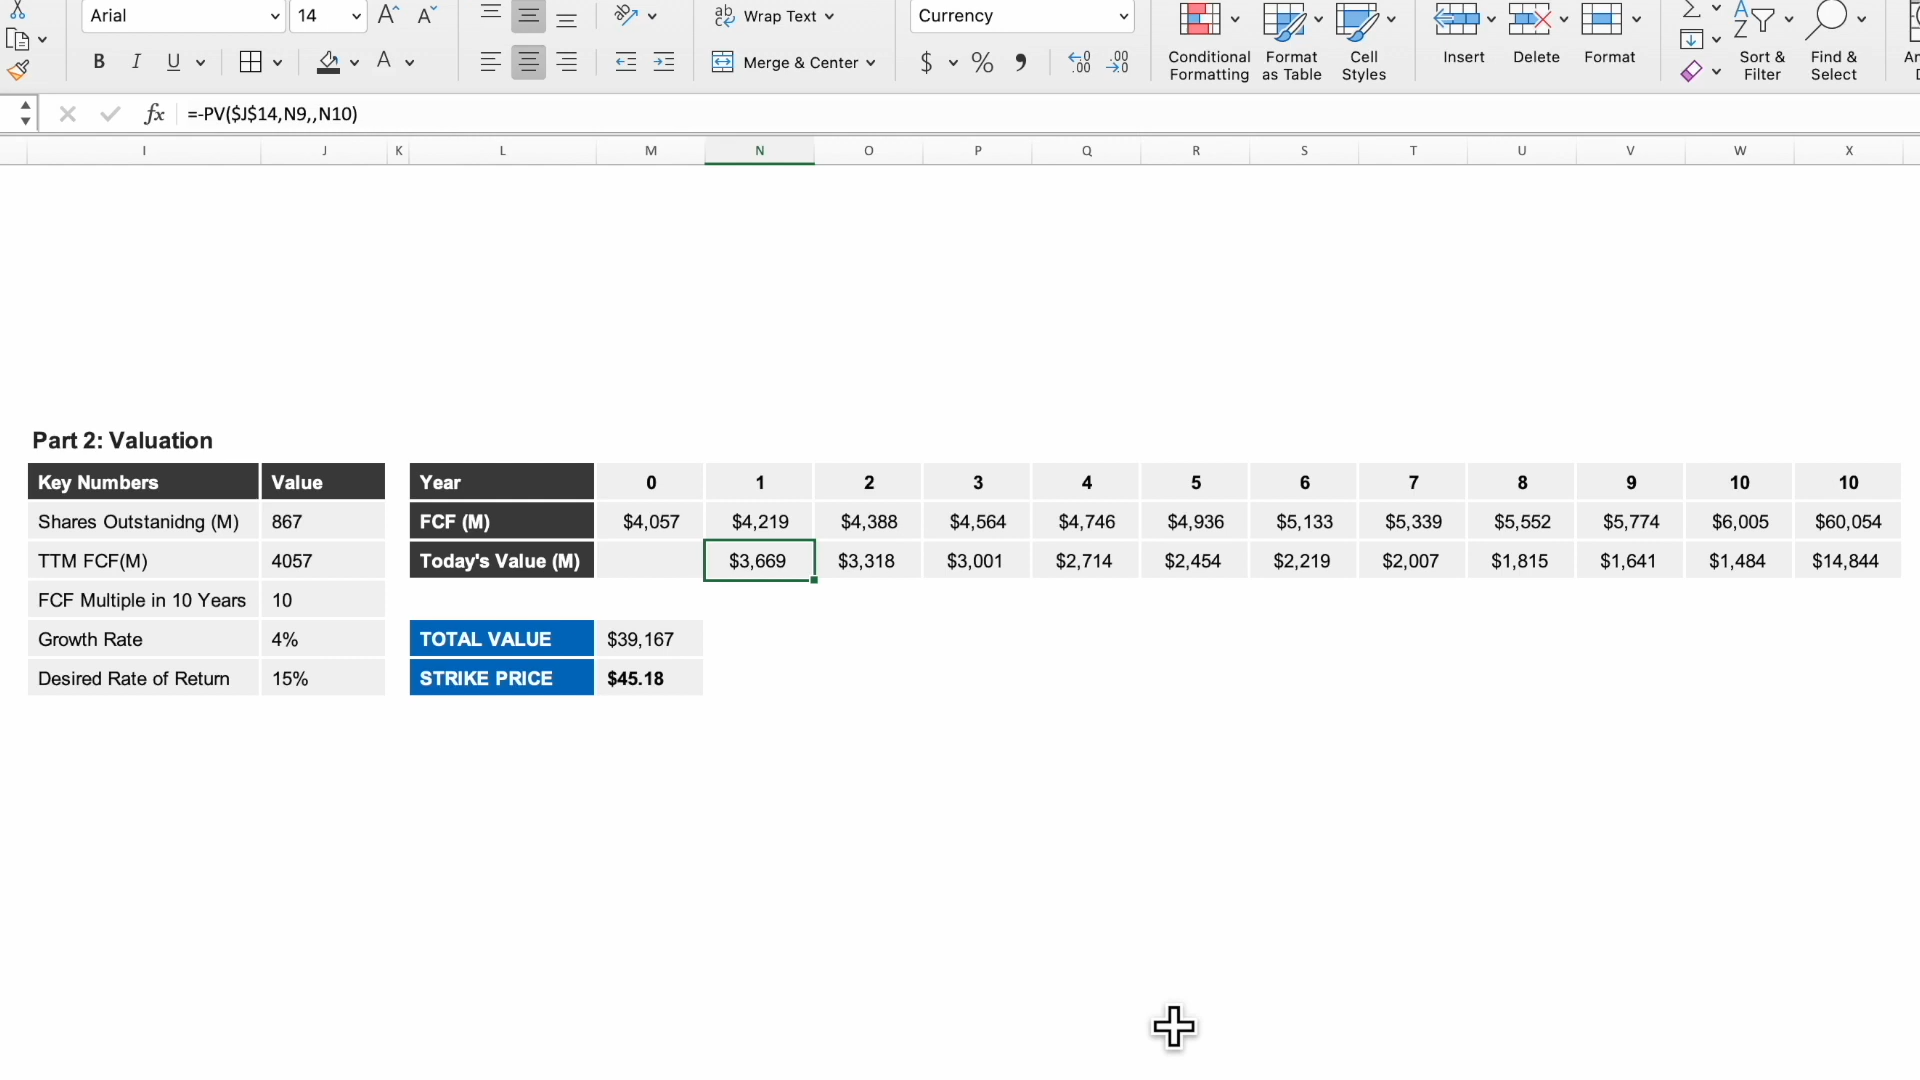 Arial
14
Wrap Text
Currency
B I U
Merge & Center
$ %
Conditional Formatting
Format as Table
Cell Styles
Insert
Delete
Format
Sort & Filter
Find & Select
fx =-PV($J$14,N9,,N10)
I J K L M N O P Q R S T U V W X
Part 2: Valuation
Key Numbers Value
Shares Outstanidng (M) 867
TTM FCF(M) 4057
FCF Multiple in 10 Years 10
Growth Rate 4%
Desired Rate of Return 15%
Year 0 1 2 3 4 5 6 7 8 9 10 10
FCF (M) $4,057 $4,219 $4,388 $4,564 $4,746 $4,936 $5,133 $5,339 $5,552 $5,774 $6,005 $60,054
Today's Value (M) $3,669 $3,318 $3,001 $2,714 $2,454 $2,219 $2,007 $1,815 $1,641 $1,484 $14,844
TOTAL VALUE $39,167
STRIKE PRICE $45.18